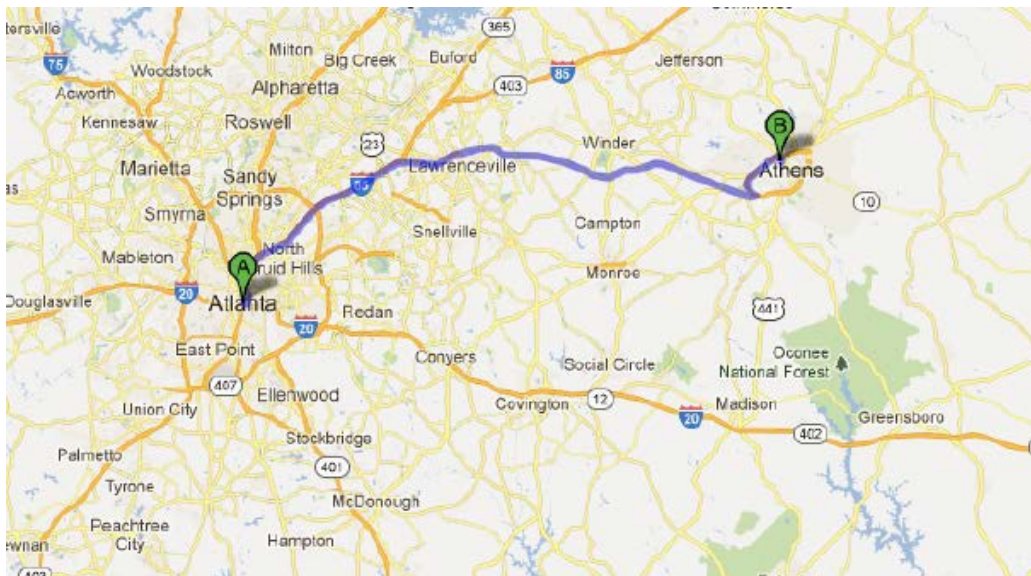 365
Milton
Big Creek
Buford
Jefferson
75
Woodstock
85
403
Acworth
Alpharetta
Kennesaw
Roswell
B
23
Winder
Marietta
Lawrenceville
Athens
Sandy
Springs
85
10
Smyrna
Snellville
Campton
Mableton
North
Druid Hills
A
Monroe
20
Douglasville
Atlanta
Redan
441
20
East Point
Conyers
Social Circle
Oconee
National Forest
407
Ellenwood
Covington
12
Madison
20
Union City
Greensboro
402
Stockbridge
Palmetto
401
Tyrone
McDonough
Peachtree
City
Hampton